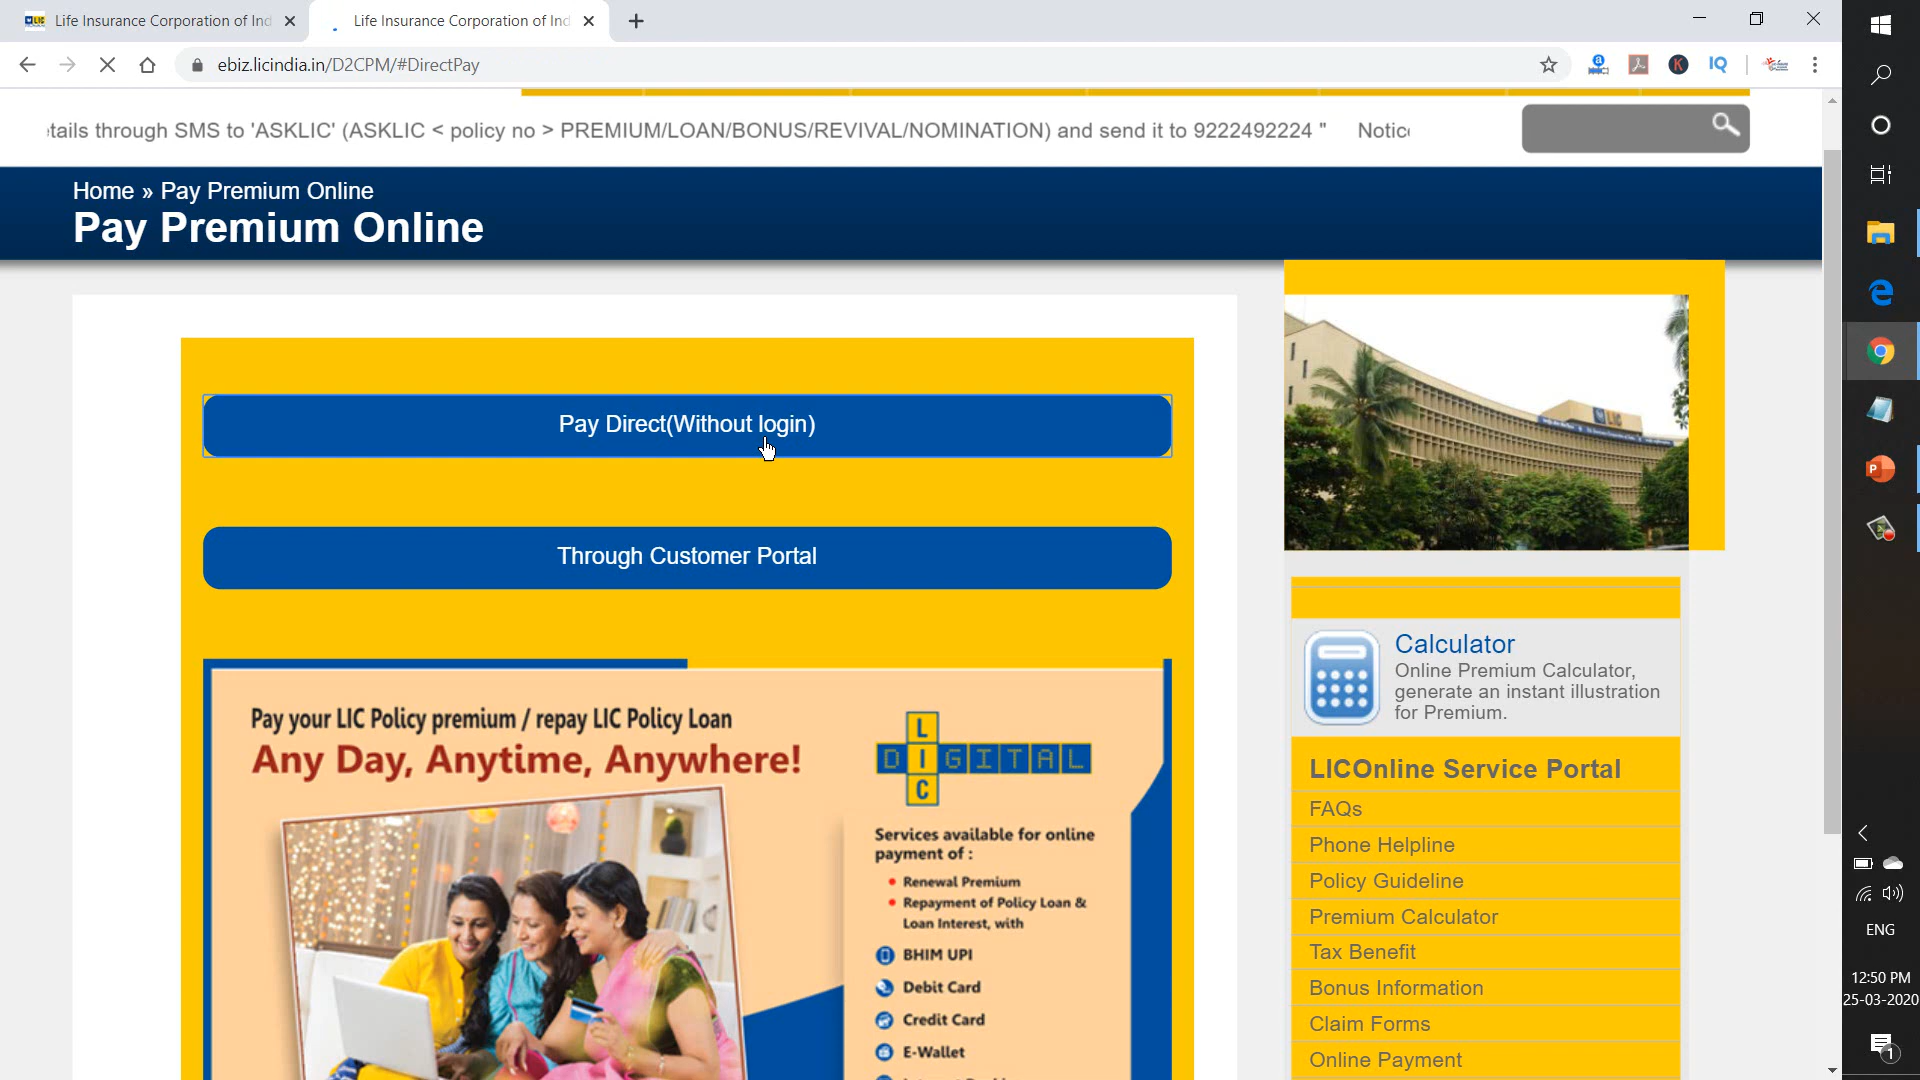 Life Insurance Corporation of Ind
Life Insurance Corporation of Ind
ebiz.licindia.in/D2CPM/#DirectPay
tails through SMS to 'ASKLIC' (ASKLIC < policy no > PREMIUM/LOAN/BONUS/REVIVAL/NOMINATION) and send it to 9222492224 " Notic
Home » Pay Premium Online
Pay Premium Online
Pay Direct(Without login)
Through Customer Portal
Pay your LIC Policy premium / repay LIC Policy Loan
Any Day, Anytime, Anywhere!
LIC
DIGITAL
Services available for online
payment of :
Renewal Premium
Repayment of Policy Loan &
Loan Interest, with
BHIM UPI
Debit Card
Credit Card
E-Wallet
Calculator
Online Premium Calculator,
generate an instant illustration
for Premium.
LICOnline Service Portal
FAQs
Phone Helpline
Policy Guideline
Premium Calculator
Tax Benefit
Bonus Information
Claim Forms
Online Payment
ENG
12:50 PM
25-03-2020
1